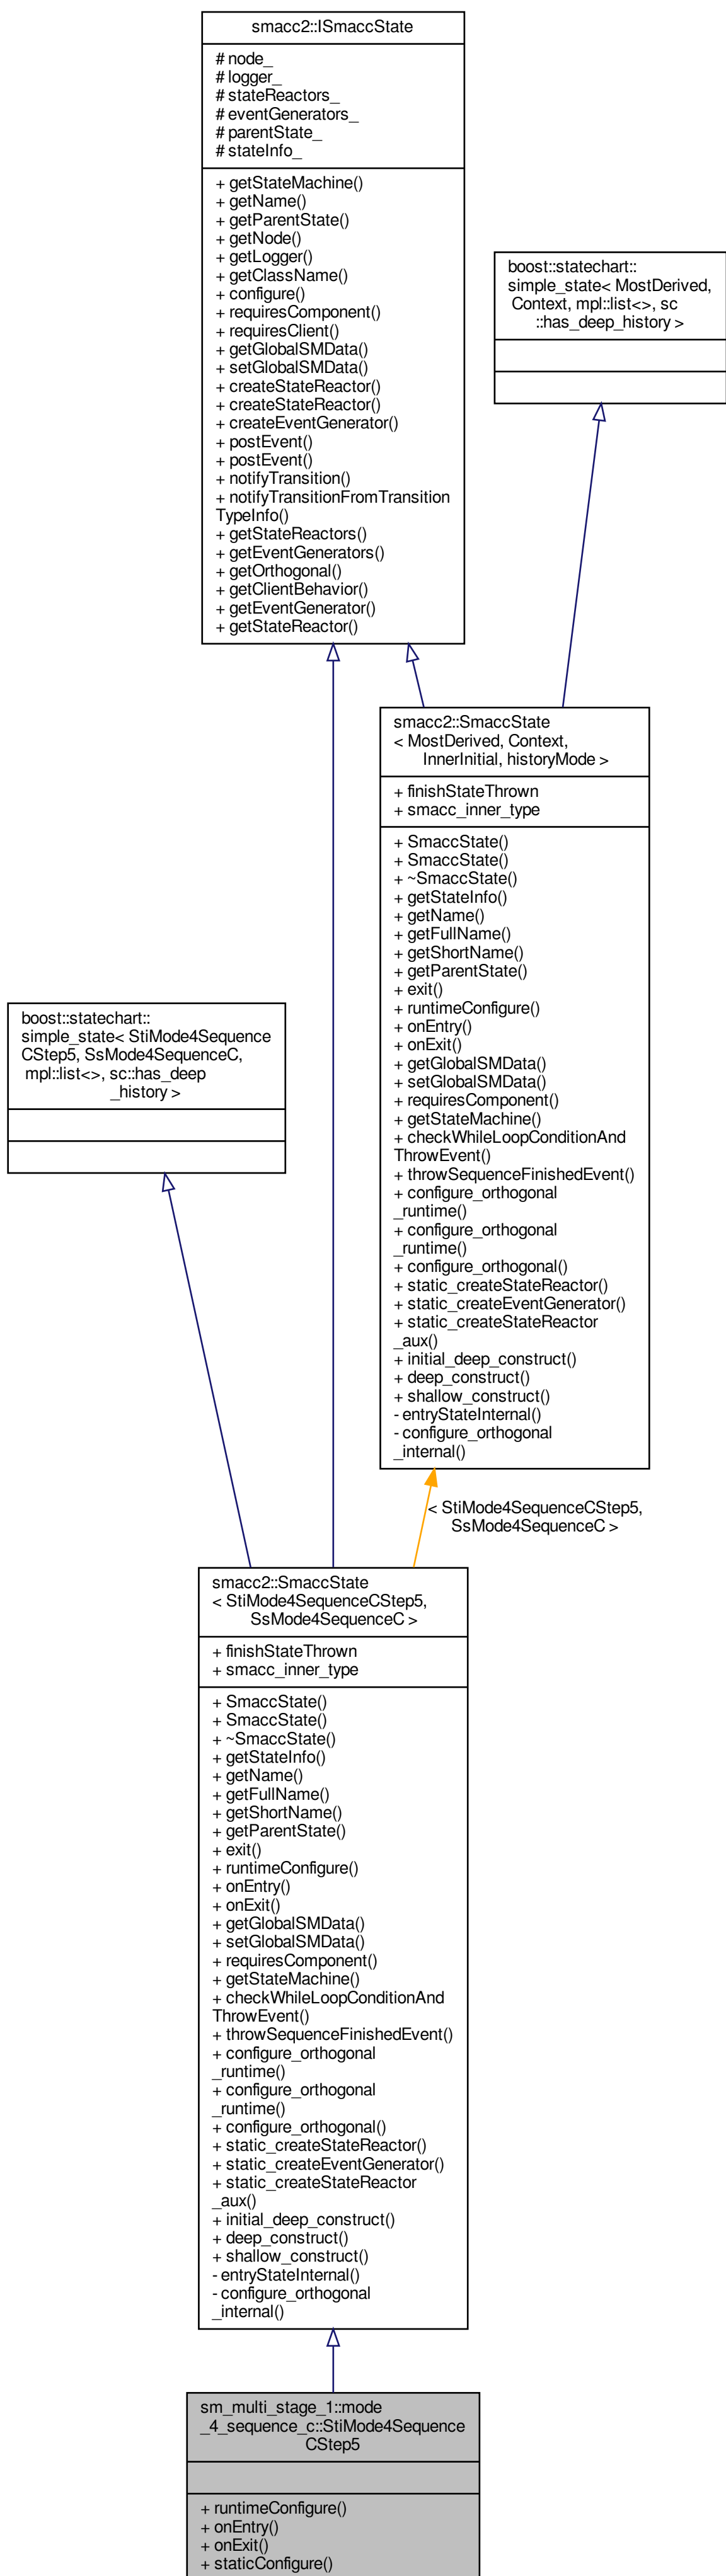 smacc2::ISmaccState
# node_
# logger_
# stateReactors_
# eventGenerators_
# parentState_
# stateInfo_
+ getStateMachine()
+ getName()
+ getParentState()
+ getNode()
+ getLogger()
+ getClassName()
+ configure()
+ requiresComponent()
+ requiresClient()
+ getGlobalSMData()
+ setGlobalSMData()
+ createStateReactor()
+ createStateReactor()
+ createEventGenerator()
+ postEvent()
+ postEvent()
+ notifyTransition()
+ notifyTransitionFromTransition
TypeInfo()
+ getStateReactors()
+ getEventGenerators()
+ getOrthogonal()
+ getClientBehavior()
+ getEventGenerator()
+ getStateReactor()
boost::statechart::
simple_state< MostDerived,
Context, mpl::list<>, sc
::has_deep_history >
smacc2::SmaccState
< MostDerived, Context,
InnerInitial, historyMode >
+ finishStateThrown
+ smacc_inner_type
+ SmaccState()
+ SmaccState()
+ ~SmaccState()
+ getStateInfo()
+ getName()
+ getFullName()
+ getShortName()
+ getParentState()
+ exit()
+ runtimeConfigure()
+ onEntry()
+ onExit()
+ getGlobalSMData()
+ setGlobalSMData()
+ requiresComponent()
+ getStateMachine()
+ checkWhileLoopConditionAnd
ThrowEvent()
+ throwSequenceFinishedEvent()
+ configure_orthogonal
_runtime()
+ configure_orthogonal
_runtime()
+ configure_orthogonal()
+ static_createStateReactor()
+ static_createEventGenerator()
+ static_createStateReactor
_aux()
+ initial_deep_construct()
+ deep_construct()
+ shallow_construct()
- entryStateInternal()
- configure_orthogonal
_internal()
boost::statechart::
simple_state< StiMode4Sequence
CStep5, SsMode4SequenceC,
mpl::list<>, sc::has_deep
_history >
< StiMode4SequenceCStep5,
SsMode4SequenceC >
smacc2::SmaccState
< StiMode4SequenceCStep5,
SsMode4SequenceC >
+ finishStateThrown
+ smacc_inner_type
+ SmaccState()
+ SmaccState()
+ ~SmaccState()
+ getStateInfo()
+ getName()
+ getFullName()
+ getShortName()
+ getParentState()
+ exit()
+ runtimeConfigure()
+ onEntry()
+ onExit()
+ getGlobalSMData()
+ setGlobalSMData()
+ requiresComponent()
+ getStateMachine()
+ checkWhileLoopConditionAnd
ThrowEvent()
+ throwSequenceFinishedEvent()
+ configure_orthogonal
_runtime()
+ configure_orthogonal
_runtime()
+ configure_orthogonal()
+ static_createStateReactor()
+ static_createEventGenerator()
+ static_createStateReactor
_aux()
+ initial_deep_construct()
+ deep_construct()
+ shallow_construct()
- entryStateInternal()
- configure_orthogonal
_internal()
sm_multi_stage_1::mode
_4_sequence_c::StiMode4Sequence
CStep5
+ runtimeConfigure()
+ onEntry()
+ onExit()
+ staticConfigure()